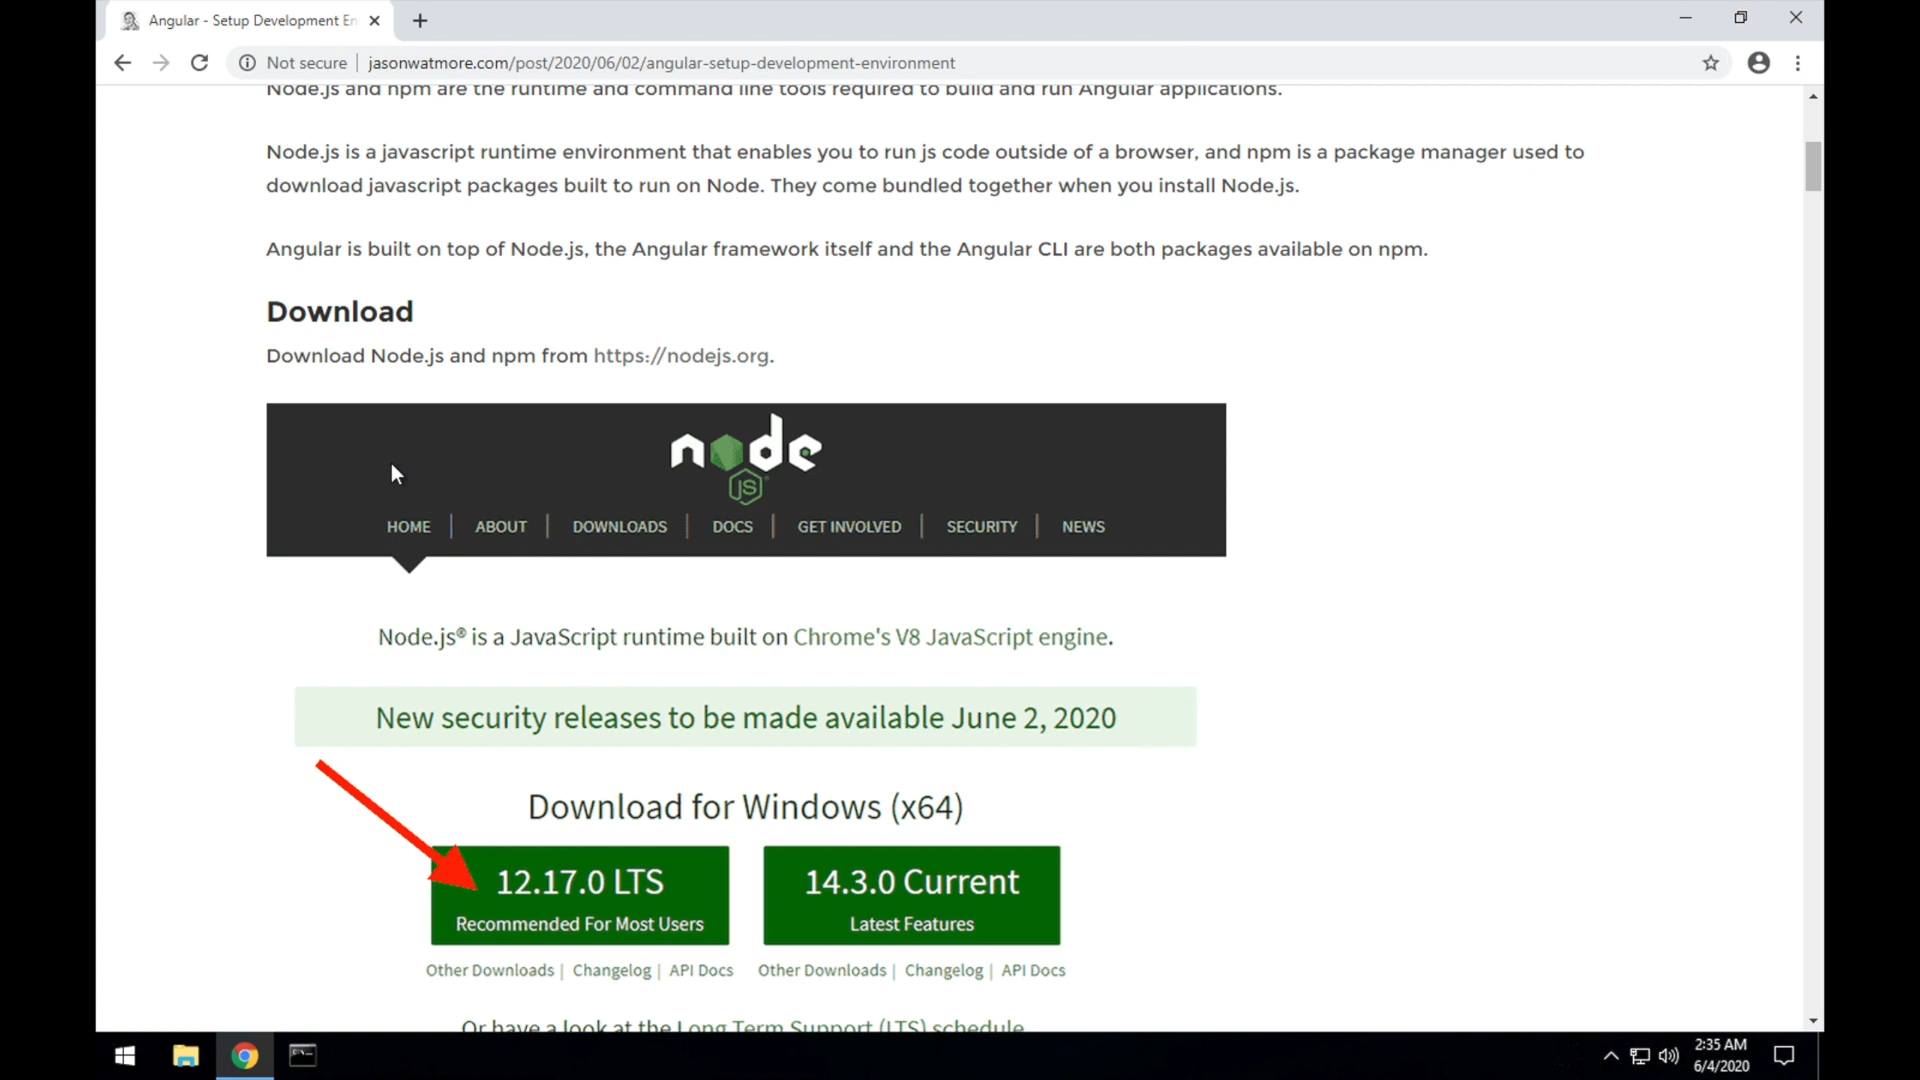 Angular - Setup Development En
Not secure | jasonwatmore.com/post/2020/06/02/angular-setup-development-environment
Node.js and npm are the runtime and command line tools required to build and run Angular applications.
Node.js is a javascript runtime environment that enables you to run js code outside of a browser, and npm is a package manager used to
download javascript packages built to run on Node. They come bundled together when you install Node.js.
Angular is built on top of Node.js, the Angular framework itself and the Angular CLI are both packages available on npm.
Download
Download Node.js and npm from https://nodejs.org.
node
JS
HOME | ABOUT | DOWNLOADS | DOCS | GET INVOLVED | SECURITY | NEWS
Node.js® is a JavaScript runtime built on Chrome's V8 JavaScript engine.
New security releases to be made available June 2, 2020
Download for Windows (x64)
12.17.0 LTS
Recommended For Most Users
14.3.0 Current
Latest Features
Other Downloads | Changelog | API Docs
Other Downloads | Changelog | API Docs
Or have a look at the Long Term Support (LTS) schedule
2:35 AM
6/4/2020